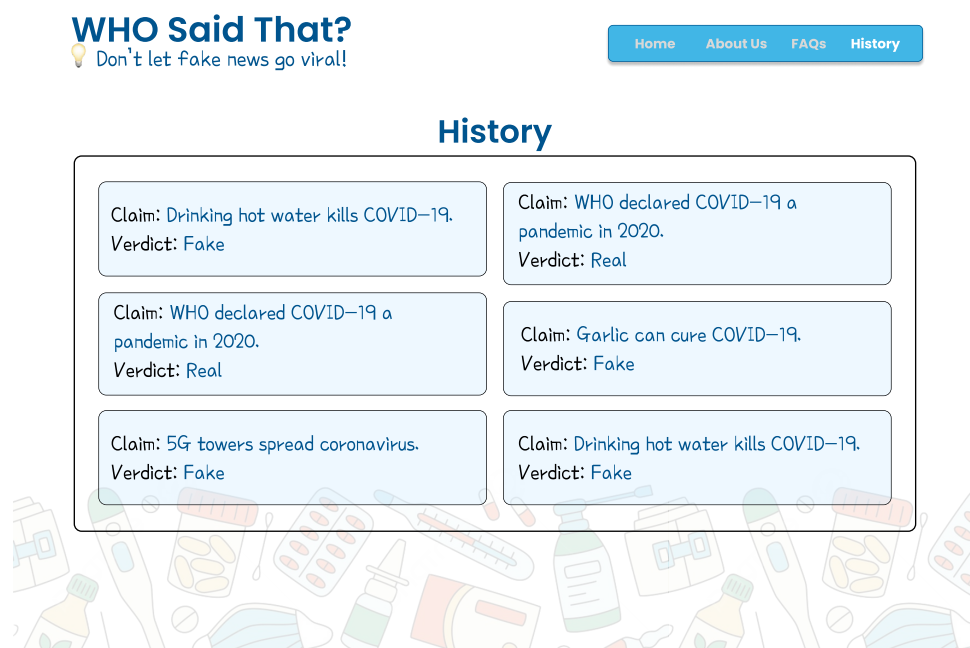 WHO Said That?
Don't let fake news go viral!
Home About Us FAQs History
History
Claim: Drinking hot water kills COVID-19.
Verdict: Fake
Claim: WHO declared COVID-19 a
pandemic in 2020.
Verdict: Real
Claim: WHO declared COVID-19 a
pandemic in 2020.
Verdict: Real
Claim: Garlic can cure COVID-19.
Verdict: Fake
Claim: 5G towers spread coronavirus.
Verdict: Fake
Claim: Drinking hot water kills COVID-19.
Verdict: Fake